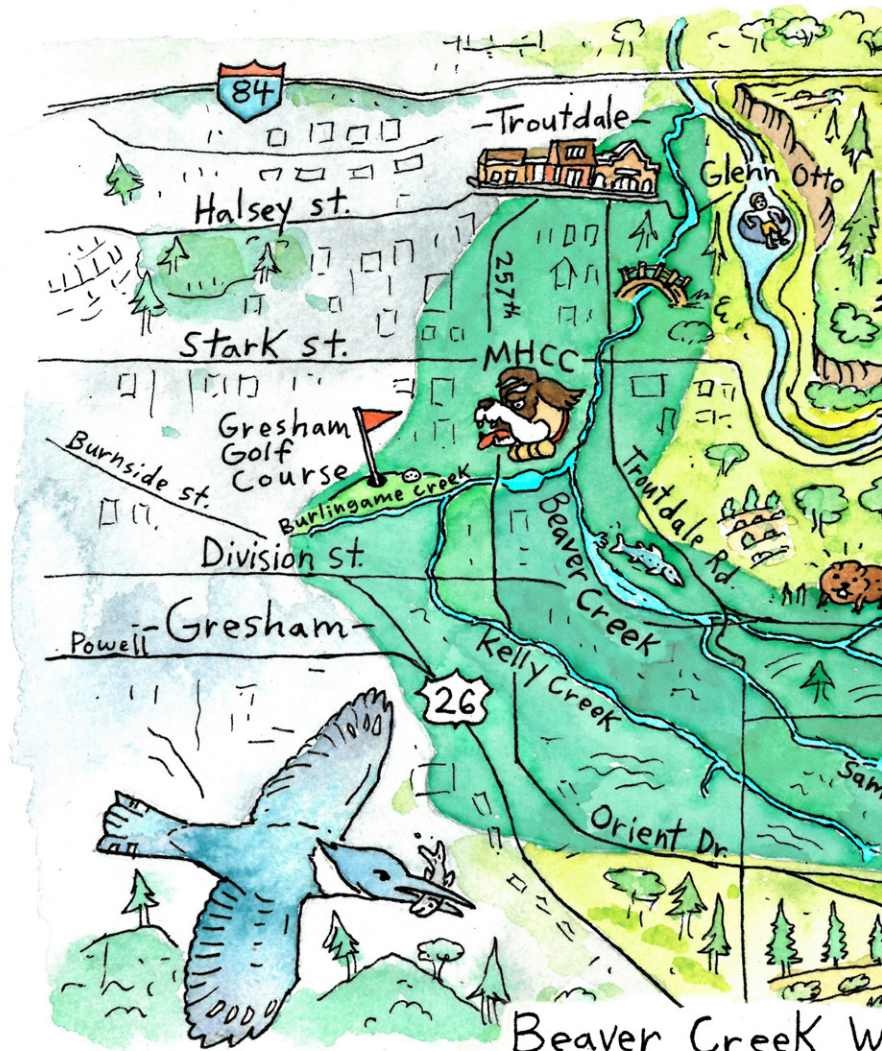 84
-Troutdale-
Glenn Otto
Halsey St.
257th
Stark St.
MHCC
Gresham
Golf
Course
Burnside St.
Burlingame Creek
Troutdale Rd
Beaver Creek
Division St.
-Gresham-
Powell
Kelly Creek
26
Sam
Orient Dr.
Beaver Creek W